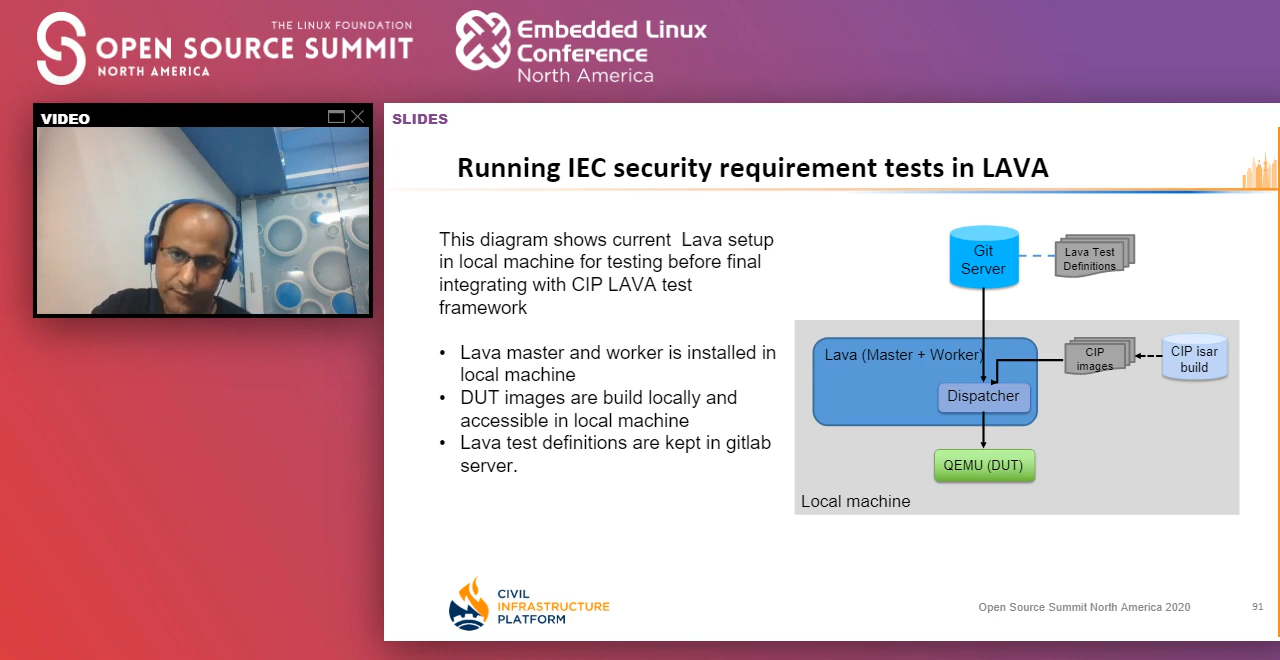 THE LINUX FOUNDATION
OPEN SOURCE SUMMIT
NORTH AMERICA
Embedded Linux
Conference
North America
VIDEO
SLIDES
Running IEC security requirement tests in LAVA
This diagram shows current Lava setup
in local machine for testing before final
integrating with CIP LAVA test
framework
• Lava master and worker is installed in
local machine
• DUT images are build locally and
accessible in local machine
• Lava test definitions are kept in gitlab
server.
Git
Server
Lava Test
Definitions
Lava (Master + Worker)
CIP
images
CIP isar
build
Dispatcher
QEMU (DUT)
Local machine
CIVIL
INFRASTRUCTURE
PLATFORM
Open Source Summit North America 2020
91